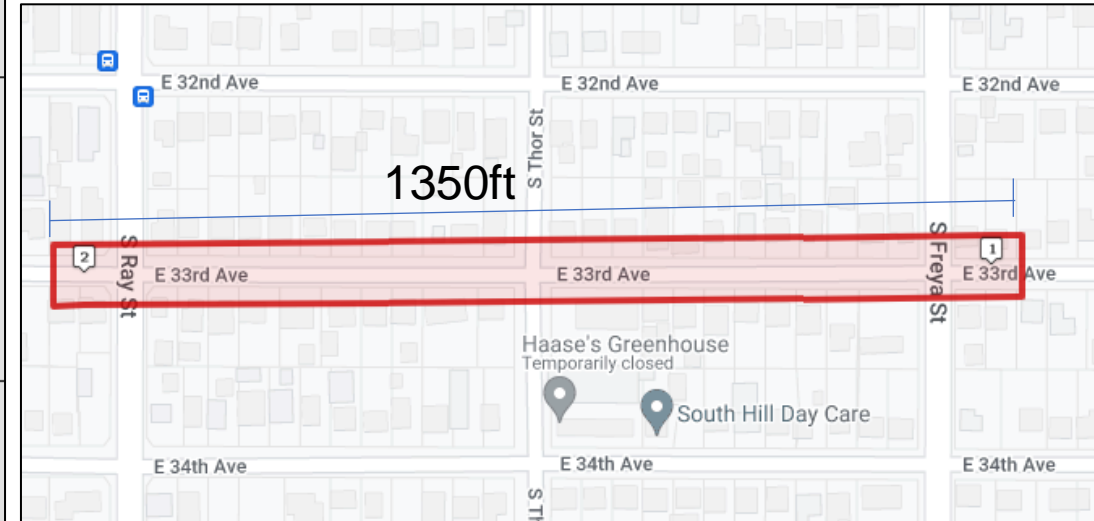 E 32nd Ave
E 32nd Ave
E 32nd Ave
S Thor St
1350ft
2
S Ray St
S Freya St
1
E 33rd Ave
E 33rd Ave
E 33rd Ave
Haase's Greenhouse
Temporarily closed
South Hill Day Care
E 34th Ave
E 34th Ave
E 34th Ave